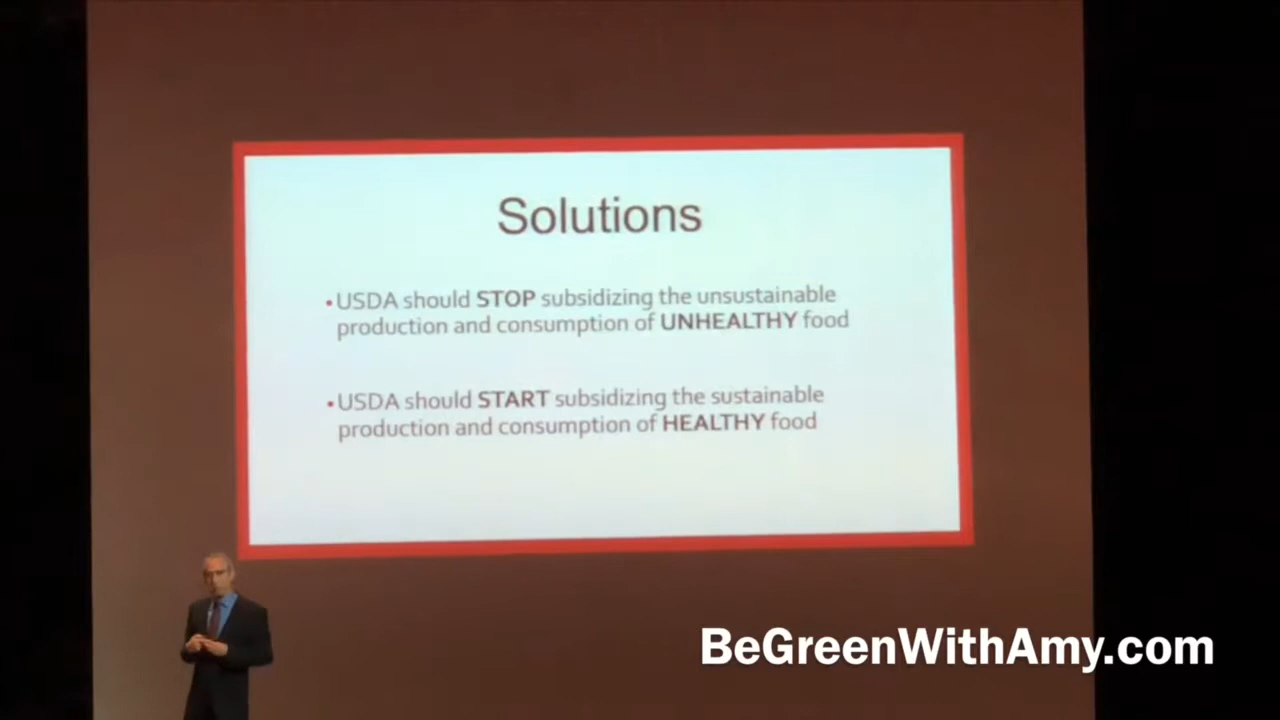 Solutions
•USDA should STOP subsidizing the unsustainable
production and consumption of UNHEALTHY food
•USDA should START subsidizing the sustainable
production and consumption of HEALTHY food
BeGreenWithAmy.com